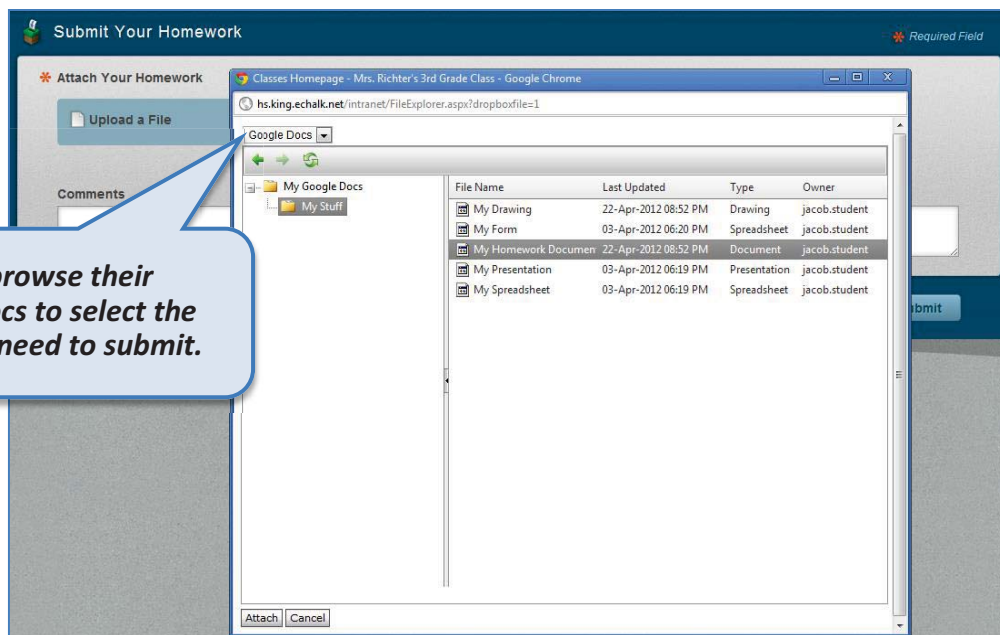 Submit Your Homework
* Required Field
* Attach Your Homework
Upload a File
Comments
Classes Homepage - Mrs. Richter's 3rd Grade Class - Google Chrome
hs.king.echalk.net/intranet/FileExplorer.aspx?dropboxfile=1
Google Docs
My Google Docs
My Stuff
File Name Last Updated Type Owner
My Drawing 22-Apr-2012 08:52 PM Drawing jacob.student
My Form 03-Apr-2012 06:20 PM Spreadsheet jacob.student
My Homework Documen 22-Apr-2012 08:52 PM Document jacob.student
My Presentation 03-Apr-2012 06:19 PM Presentation jacob.student
My Spreadsheet 03-Apr-2012 06:19 PM Spreadsheet jacob.student
browse their
cs to select the
need to submit.
bmit
Attach Cancel